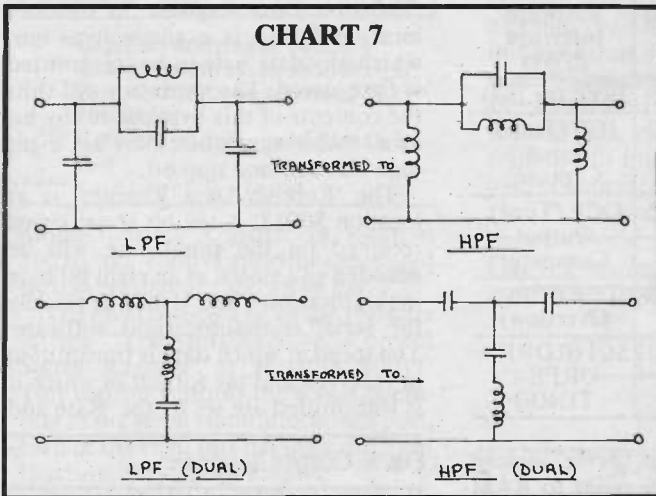 CHART 7
TRANSFORMED TO
LPF
HPF
TRANSFORMED TO.
LPF (DUAL)
HPF (DUAL)